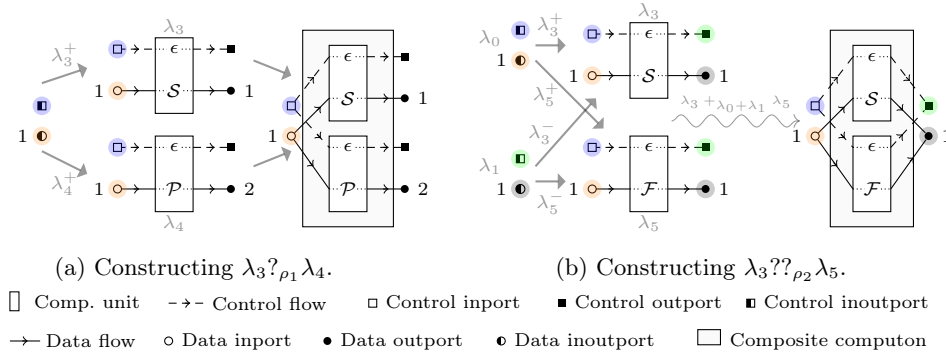 λ₃
λ₃⁺
ϵ
1 S 1
ϵ
S 1
1
1
λ₄⁺
ϵ
1 P 2
λ₄
ϵ
P 2
λ₃
λ₀ λ₃⁺
ϵ
1
λ₅⁺
1 S 1
λ₃ +λ₀+λ₁ λ₅
λ₃⁻
λ₁
1
λ₅⁻
ϵ
1 F 1
λ₅
ϵ
S
1 1
ϵ
F
(a) Constructing λ₃?ρ₁λ₄.
(b) Constructing λ₃??ρ₂λ₅.
Comp. unit Control flow Control inport Control outport Control inoutport
Data flow Data inport Data outport Data inoutport Composite computon